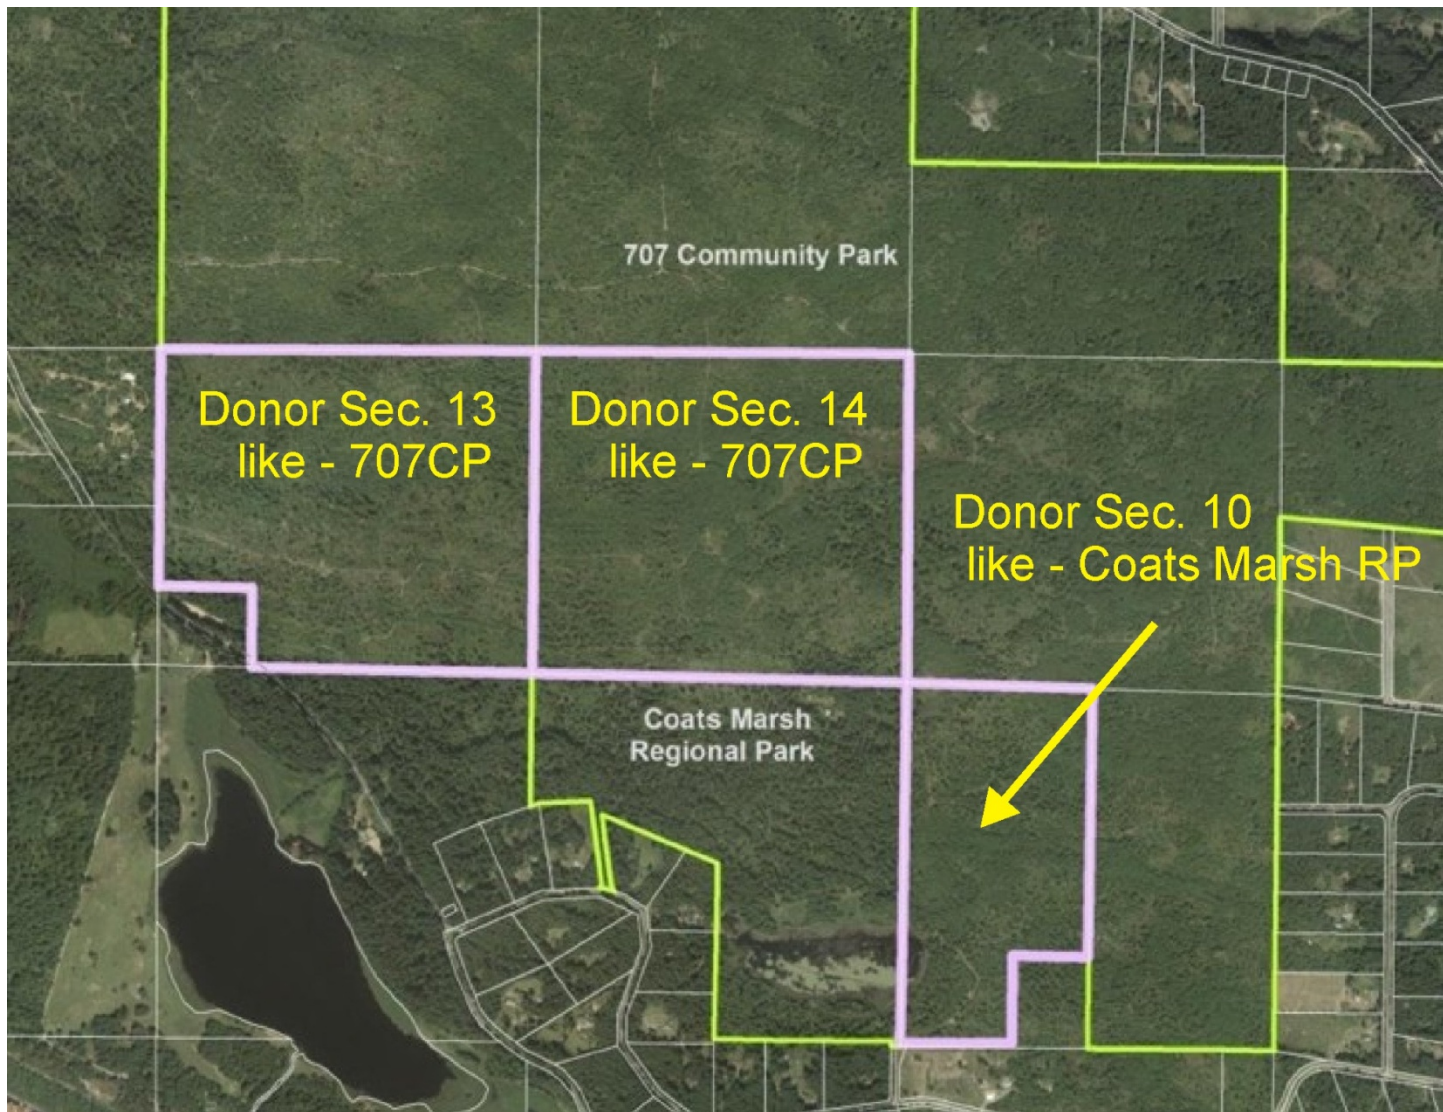 707 Community Park
Donor Sec. 13
like - 707CP
Donor Sec. 14
like - 707CP
Donor Sec. 10
like - Coats Marsh RP
Coats Marsh
Regional Park